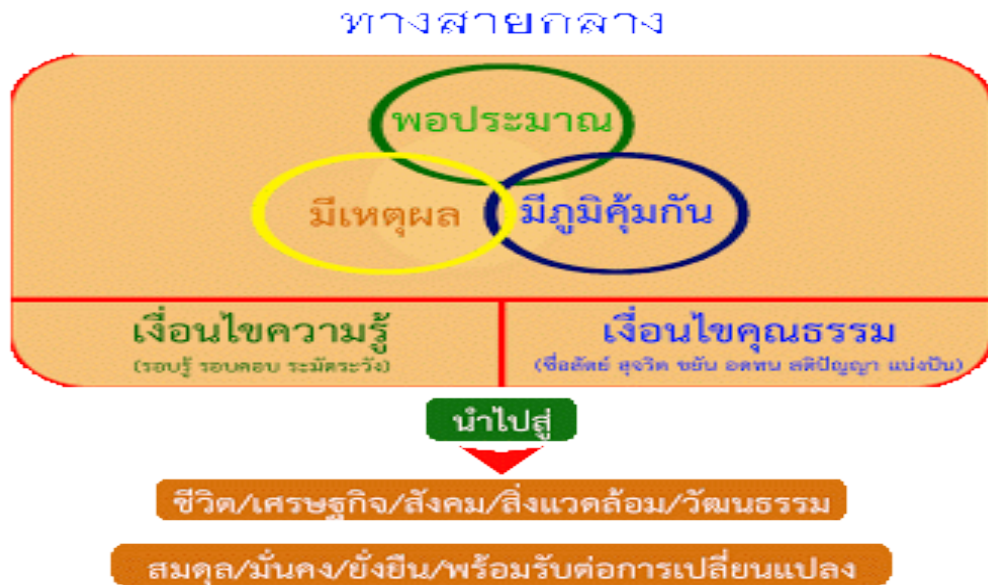 ทางสายกลาง
พอประมาณ
มีเหตุผล
มีภูมิคุ้มกัน
เงื่อนไขความรู้
(รอบรู้ รอบคอบ ระมัดระวัง)
เงื่อนไขคุณธรรม
(ซื่อสัตย์ สุจริต ขยัน อดทน สติปัญญา แบ่งปัน)
นำไปสู่
ชีวิต/เศรษฐกิจ/สังคม/สิ่งแวดล้อม/วัฒนธรรม
สมดุล/มั่นคง/ยั่งยืน/พร้อมรับต่อการเปลี่ยนแปลง